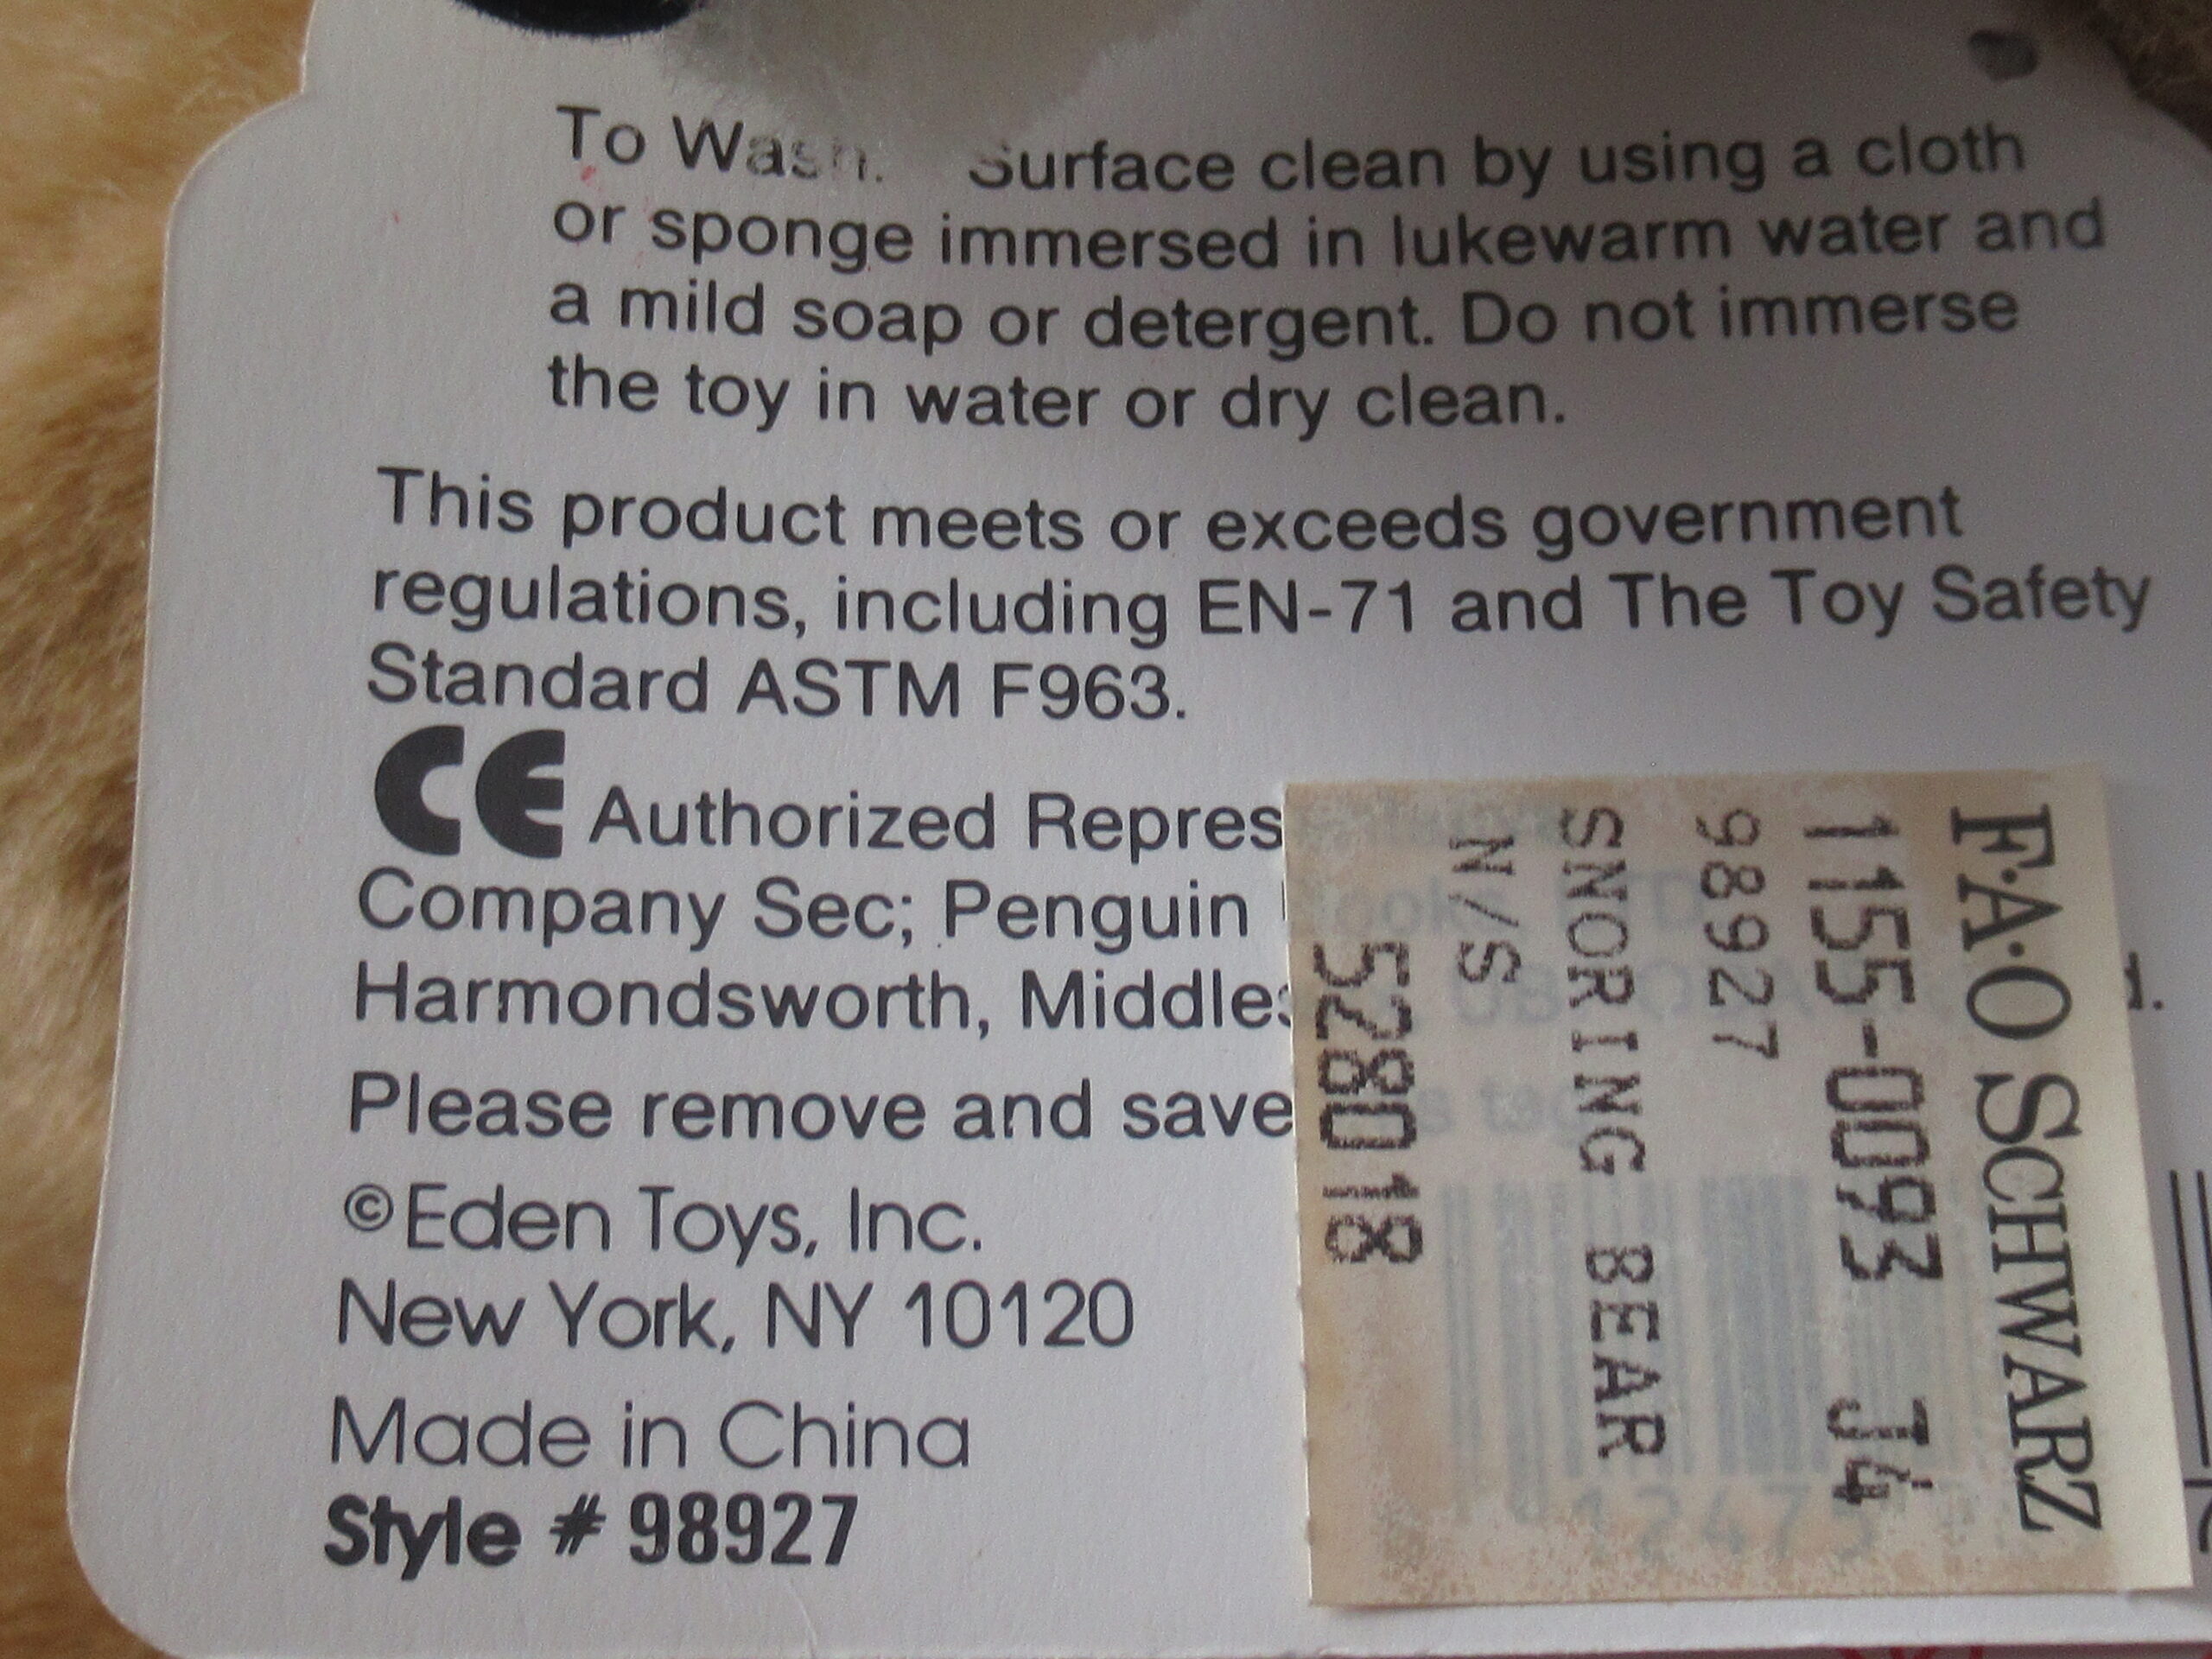 To Wash: Surface clean by using a cloth
or sponge immersed in lukewarm water and
a mild soap or detergent. Do not immerse
the toy in water or dry clean.
This product meets or exceeds government
regulations, including EN-71 and The Toy Safety
Standard ASTM F963.
CE Authorized Repres
Company Sec; Penguin
Harmondsworth, Middles
Please remove and save
©Eden Toys, Inc.
New York, NY 10120
Made in China
Style # 98927
F·A·O SCHWARZ
1155-0093 J4
98927
SNORING BEAR
N/S
528018